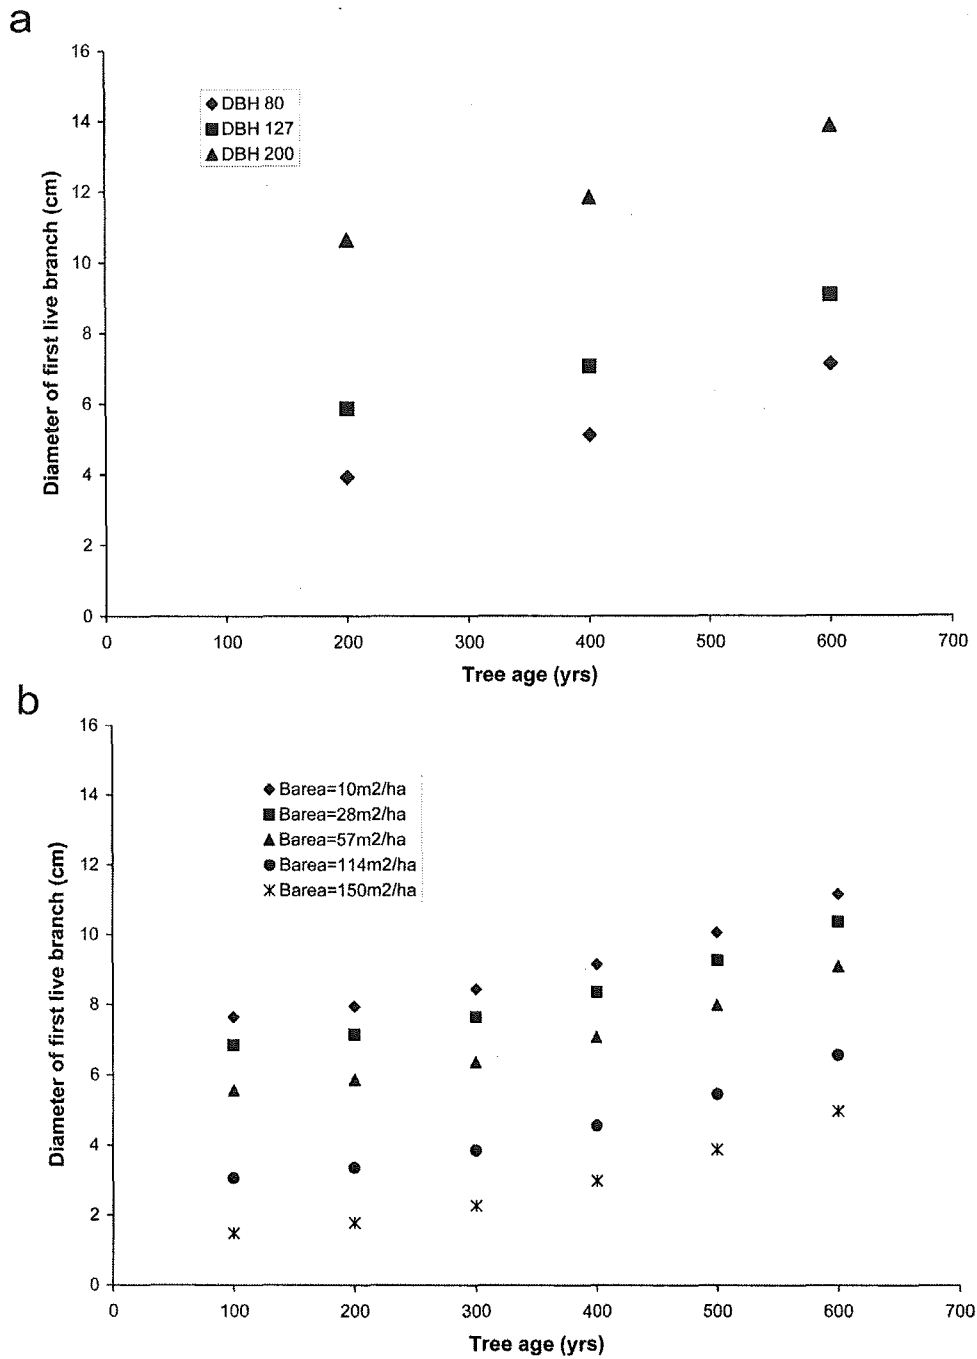 a
16
14
12
10
8
6
4
2
0
Diameter of first live branch (cm)
DBH 80
DBH 127
DBH 200
0 100 200 300 400 500 600 700
Tree age (yrs)
b
16
14
12
10
8
6
4
2
0
Diameter of first live branch (cm)
Barea=10m2/ha
Barea=28m2/ha
Barea=57m2/ha
Barea=114m2/ha
Barea=150m2/ha
0 100 200 300 400 500 600 700
Tree age (yrs)